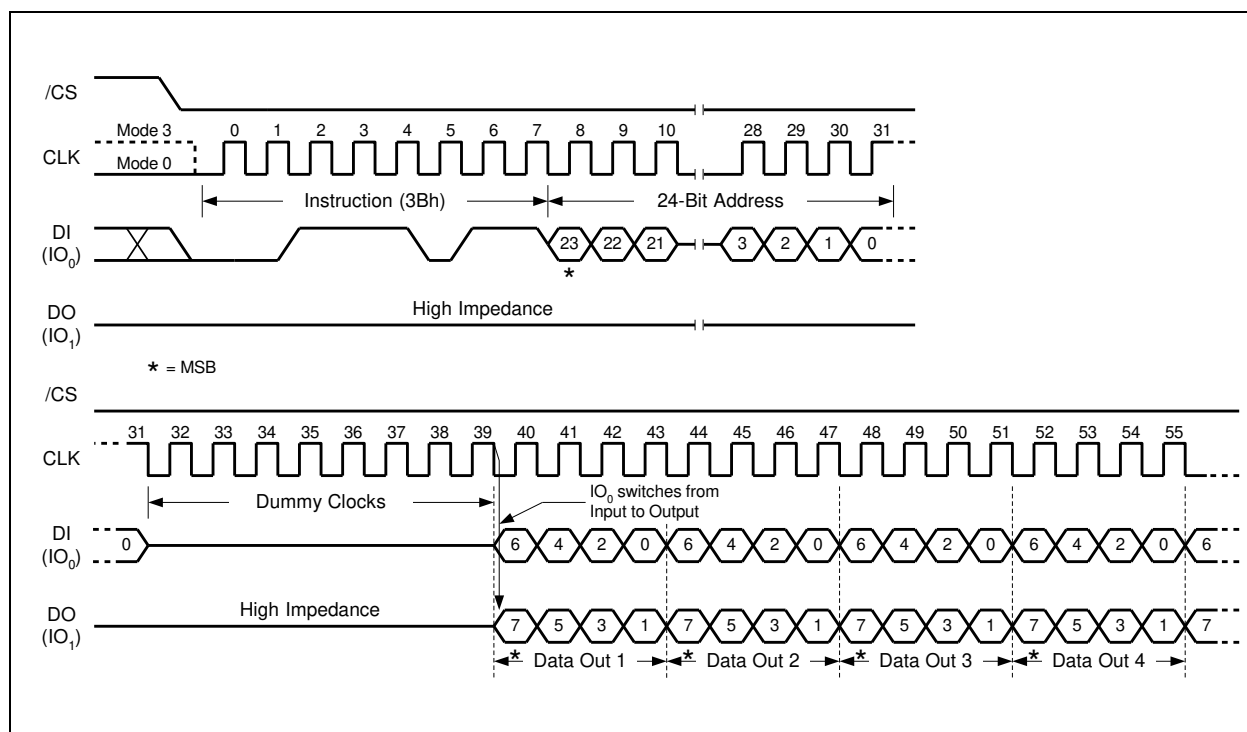 /CS
Mode 3 0 1 2 3 4 5 6 7 8 9 10 28 29 30 31
CLK
Mode 0
Instruction (3Bh) 24-Bit Address
DI
(IO0) 23 22 21 3 2 1 0
*
DO High Impedance
(IO1)
* = MSB
/CS
31 32 33 34 35 36 37 38 39 40 41 42 43 44 45 46 47 48 49 50 51 52 53 54 55
CLK
Dummy Clocks
IO0 switches from
Input to Output
DI
(IO0) 0 6 4 2 0 6 4 2 0 6 4 2 0 6 4 2 0 6
DO High Impedance
(IO1) 7 5 3 1 7 5 3 1 7 5 3 1 7 5 3 1 7
* Data Out 1 * Data Out 2 * Data Out 3 * Data Out 4